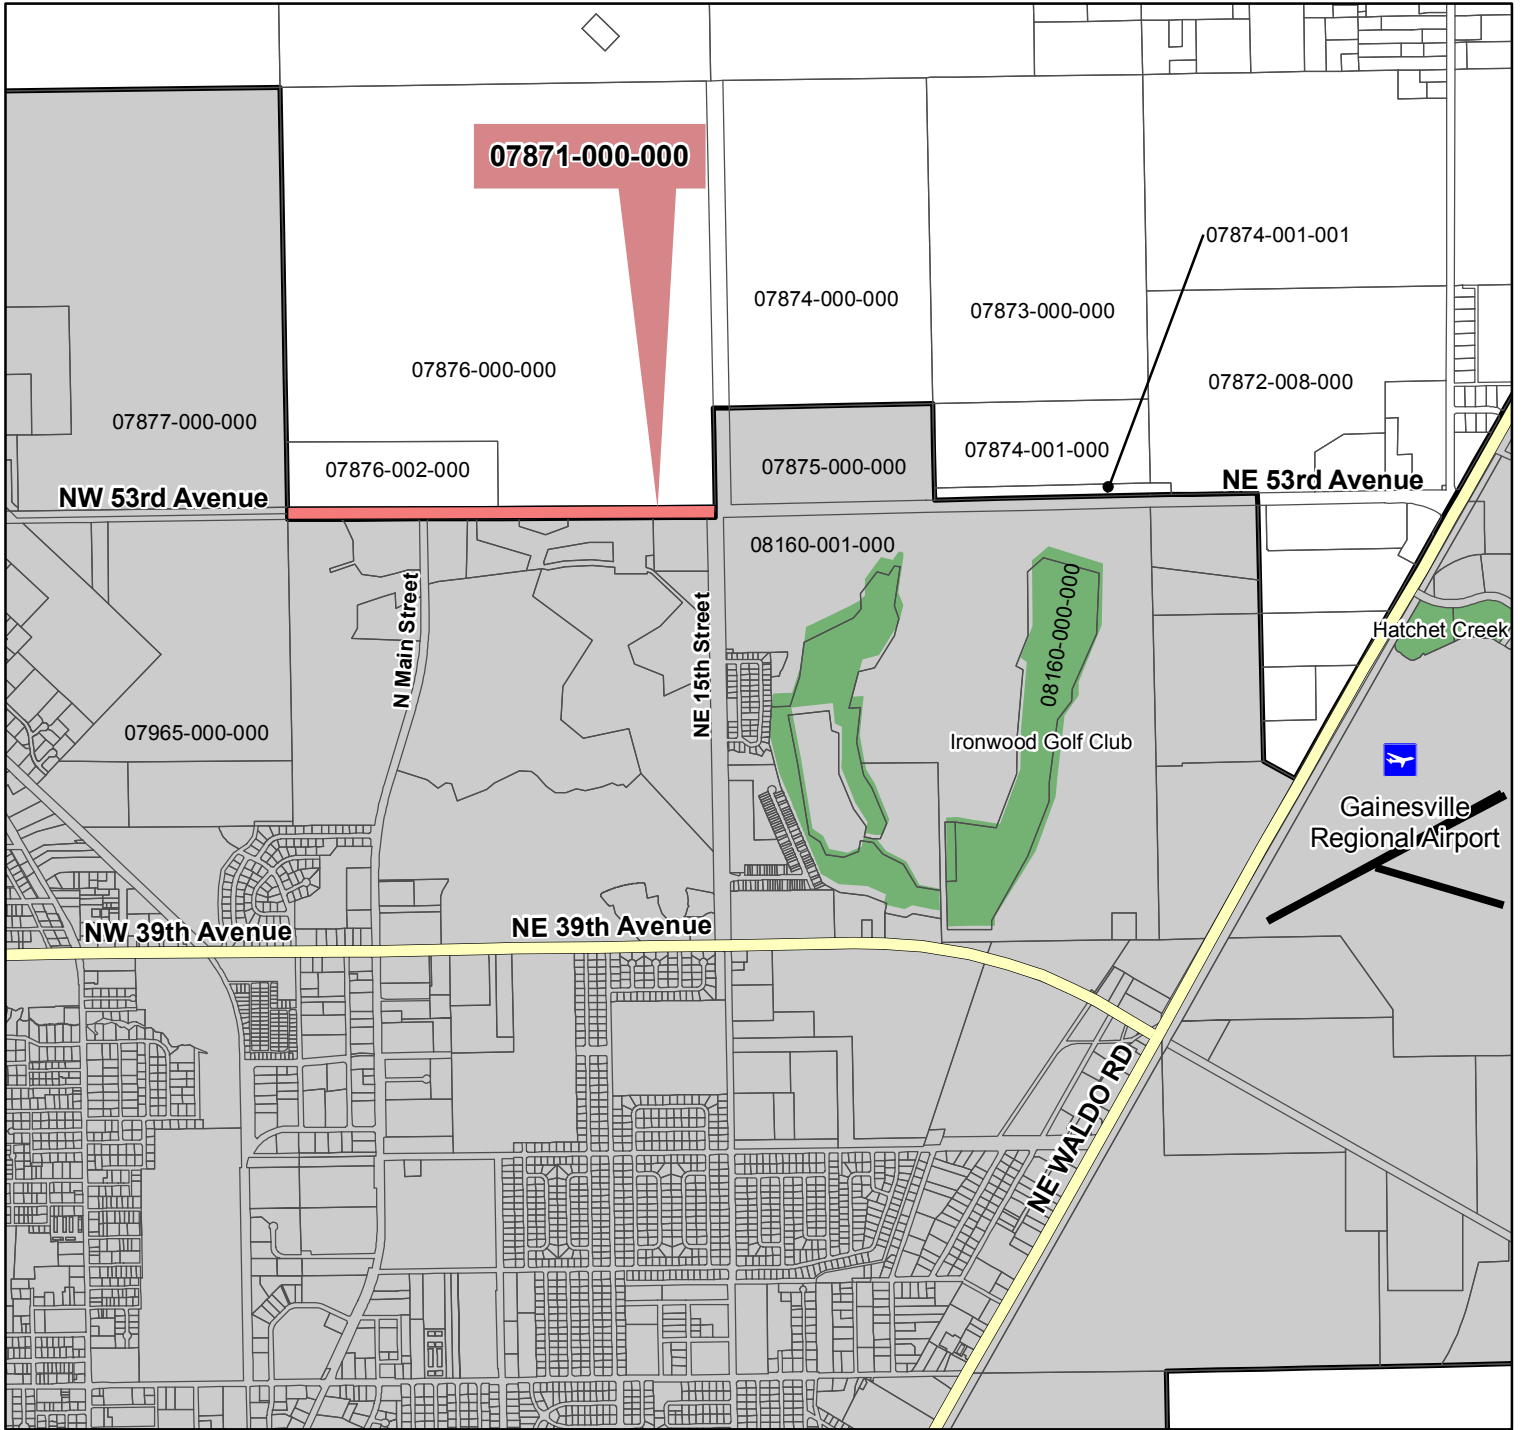 07871-000-000
07874-001-001
07874-000-000
07873-000-000
07876-000-000
07872-008-000
07877-000-000
07874-001-000
07875-000-000
07876-002-000
NW 53rd Avenue
NE 53rd Avenue
08160-001-000
08160-000-000
N Main Street
NE 15th Street
Hatchet Creek
07965-000-000
Ironwood Golf Club
Gainesville
Regional Airport
NW 39th Avenue
NE 39th Avenue
NE WALDO RD